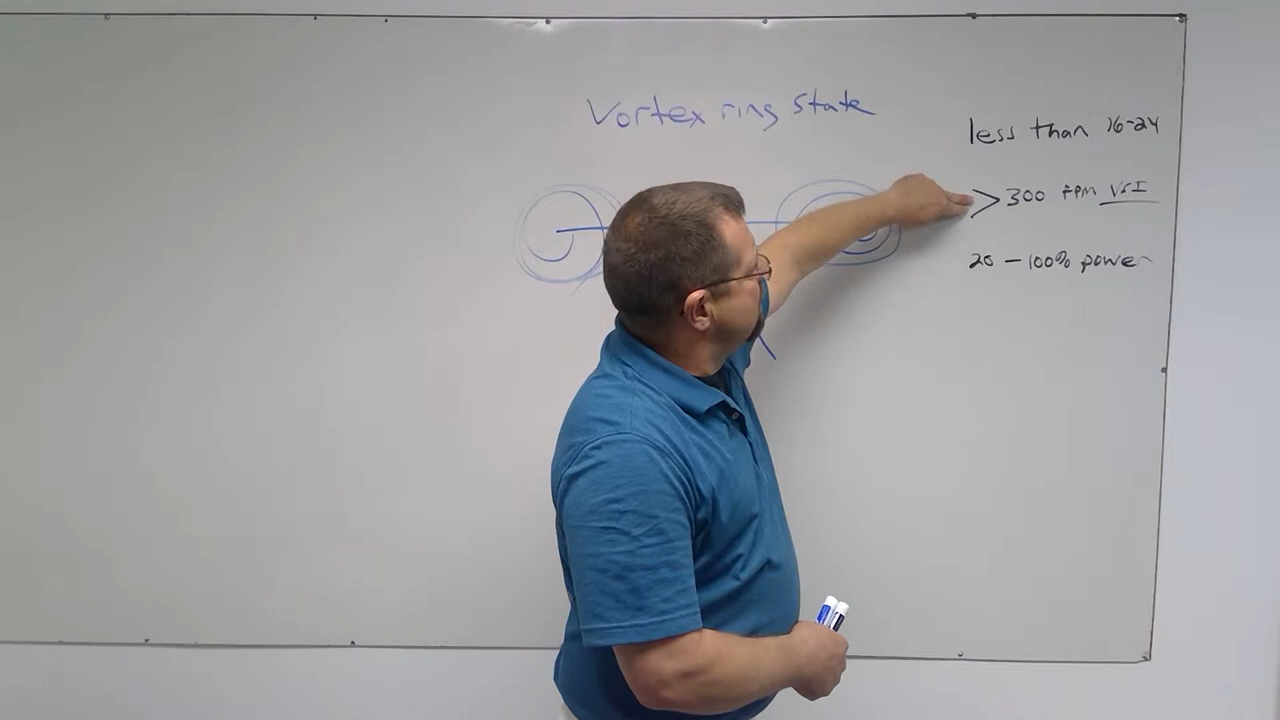 Vortex ring State
less than 16-24
>300 FPM VSI
20 - 100% power